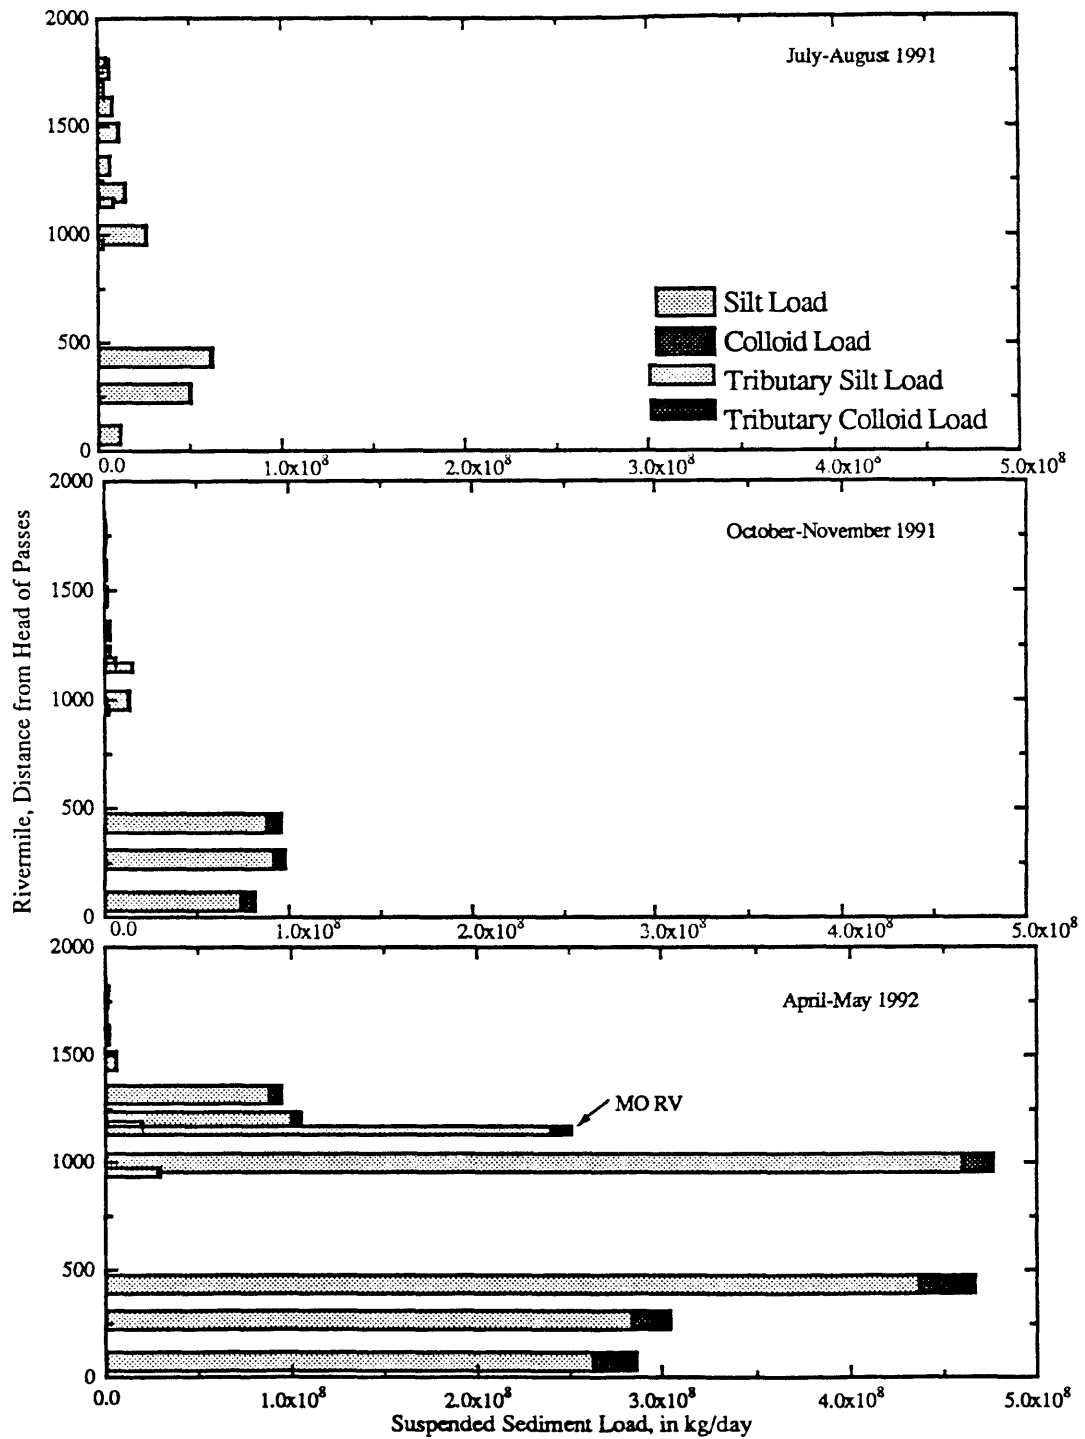 2000
July-August 1991
1500
1000
Silt Load
Colloid Load
500
Tributary Silt Load
Tributary Colloid Load
0
0.0 1.0x10⁸ 2.0x10⁸ 3.0x10⁸ 4.0x10⁸ 5.0x10⁸
2000
October-November 1991
1500
1000
500
0
0.0 1.0x10⁸ 2.0x10⁸ 3.0x10⁸ 4.0x10⁸ 5.0x10⁸
Rivermile, Distance from Head of Passes
2000
April-May 1992
1500
MO RV
1000
500
0
0.0 1.0x10⁸ 2.0x10⁸ 3.0x10⁸ 4.0x10⁸ 5.0x10⁸
Suspended Sediment Load, in kg/day